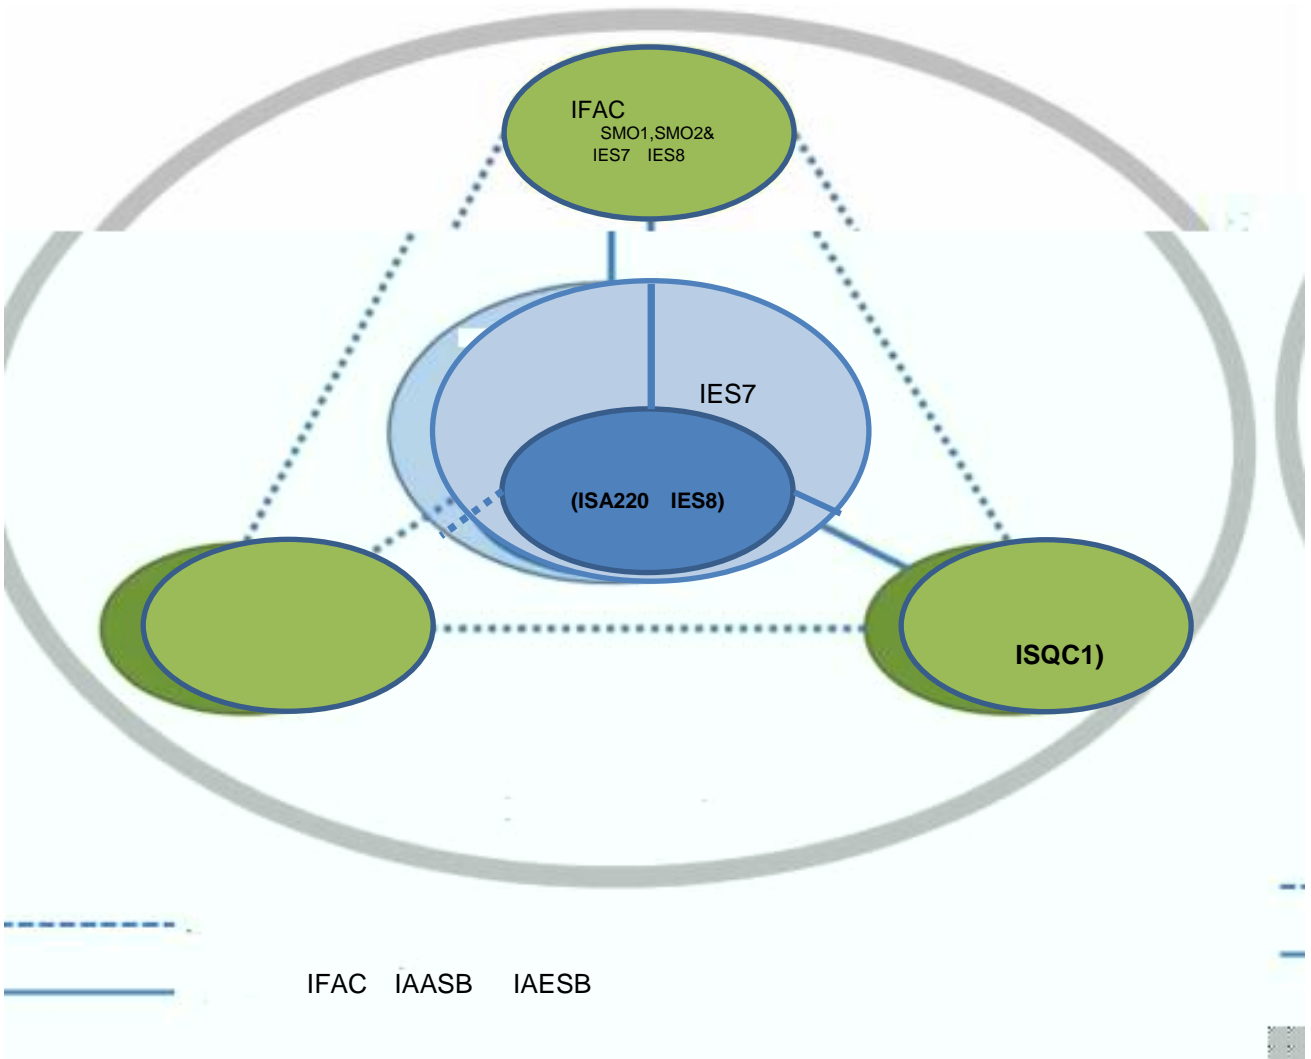 IFAC
SMO1,SMO2&
IES7 IES8
IES7
(ISA220 IES8)
ISQC1)
IFAC IAASB IAESB